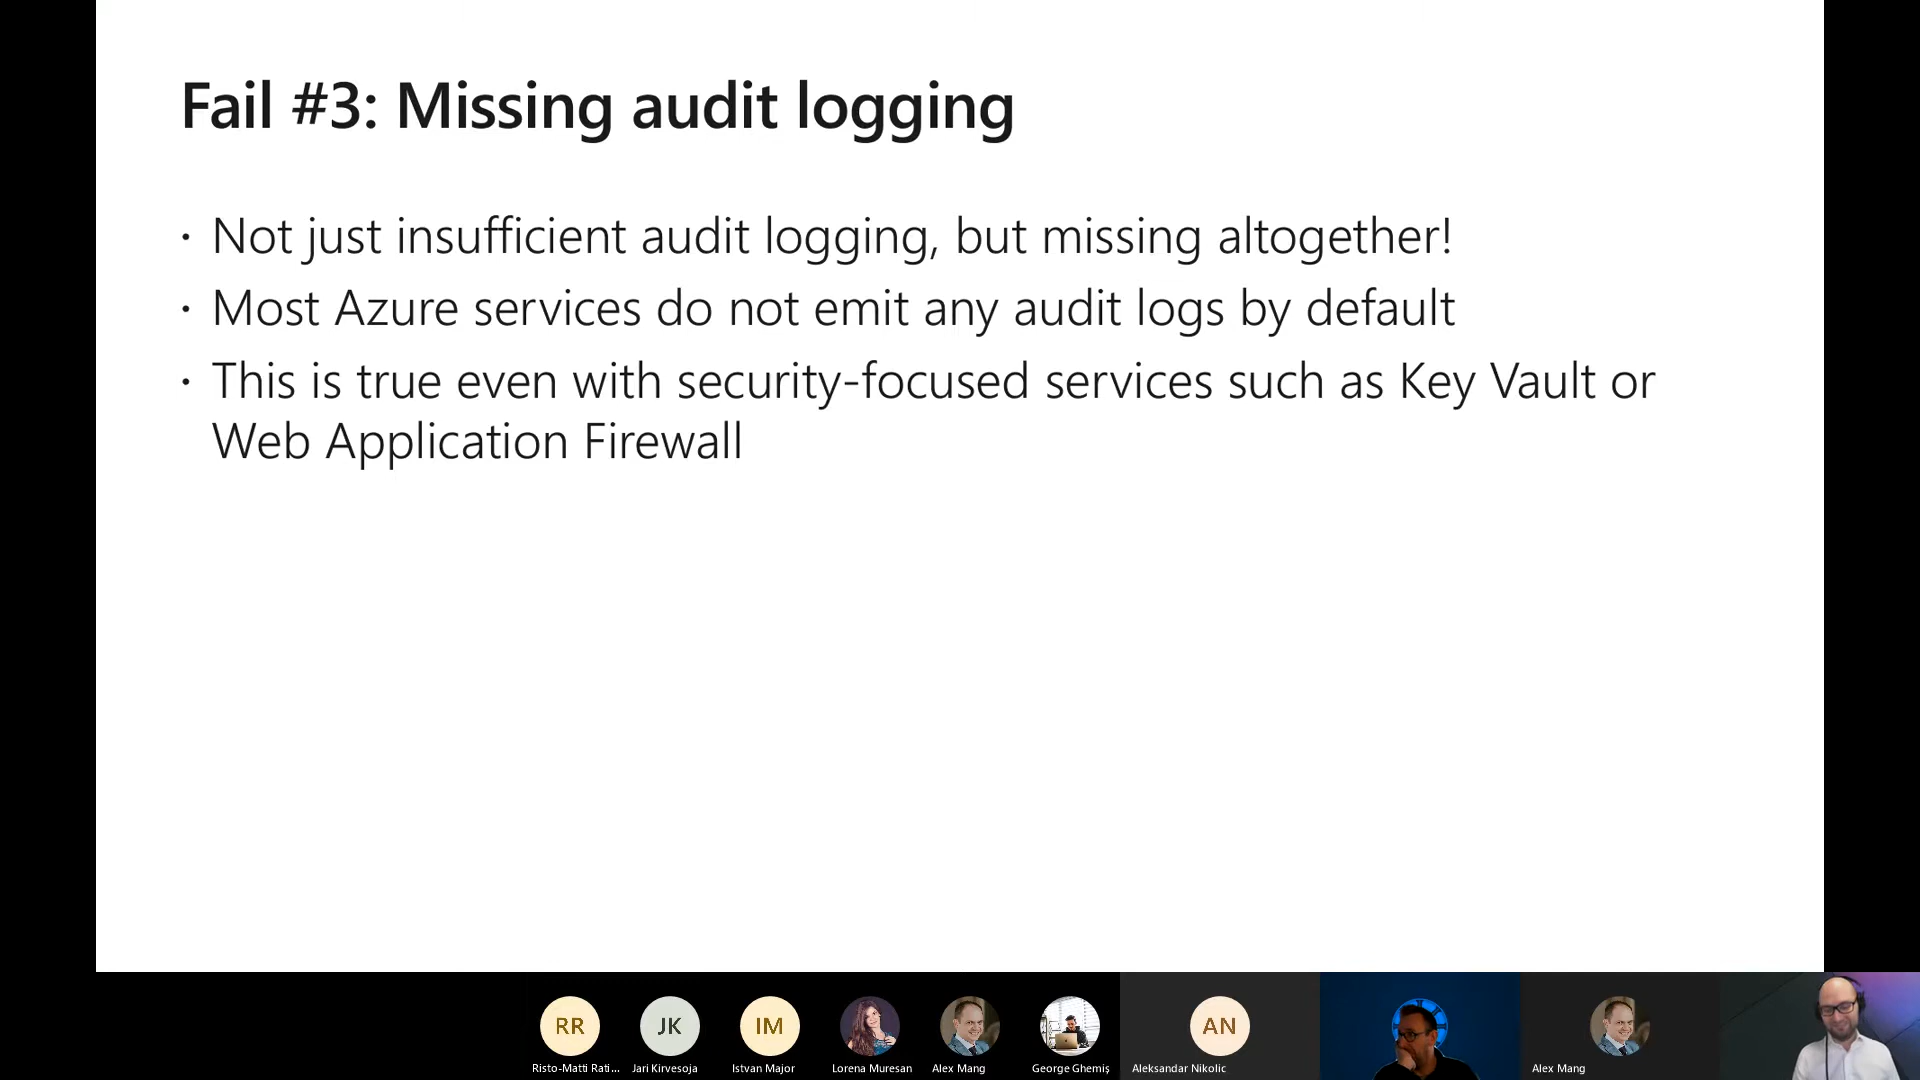 Fail #3: Missing audit logging
· Not just insufficient audit logging, but missing altogether!
· Most Azure services do not emit any audit logs by default
· This is true even with security-focused services such as Key Vault or
Web Application Firewall
RR
JK
IM
AN
Risto-Matti Rati...
Jari Kirvesoja
Istvan Major
Lorena Muresan
Alex Mang
George Ghemiș
Aleksandar Nikolic
Alex Mang